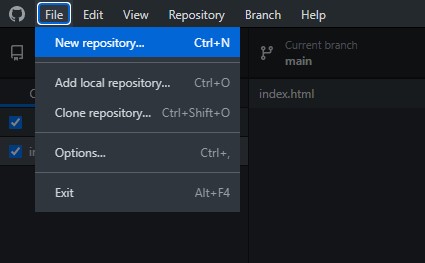 File Edit View Repository Branch Help
New repository... Ctrl+N
Current branch
main
Add local repository... Ctrl+O
index.html
Clone repository... Ctrl+Shift+O
Options... Ctrl+,
Exit Alt+F4